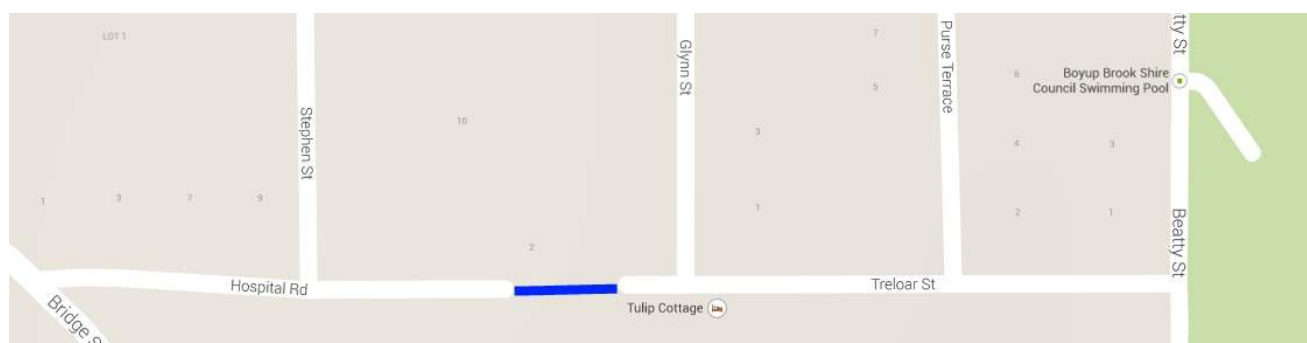 LOT 1
7
Boyup Brook Shire
Council Swimming Pool
6
5
10
Stephen St
Glynn St
Purse Terrace
tty St
3
4
3
1
3
7
9
1
2
1
2
Beatty St
Hospital Rd
Treloar St
Bridge S
Tulip Cottage